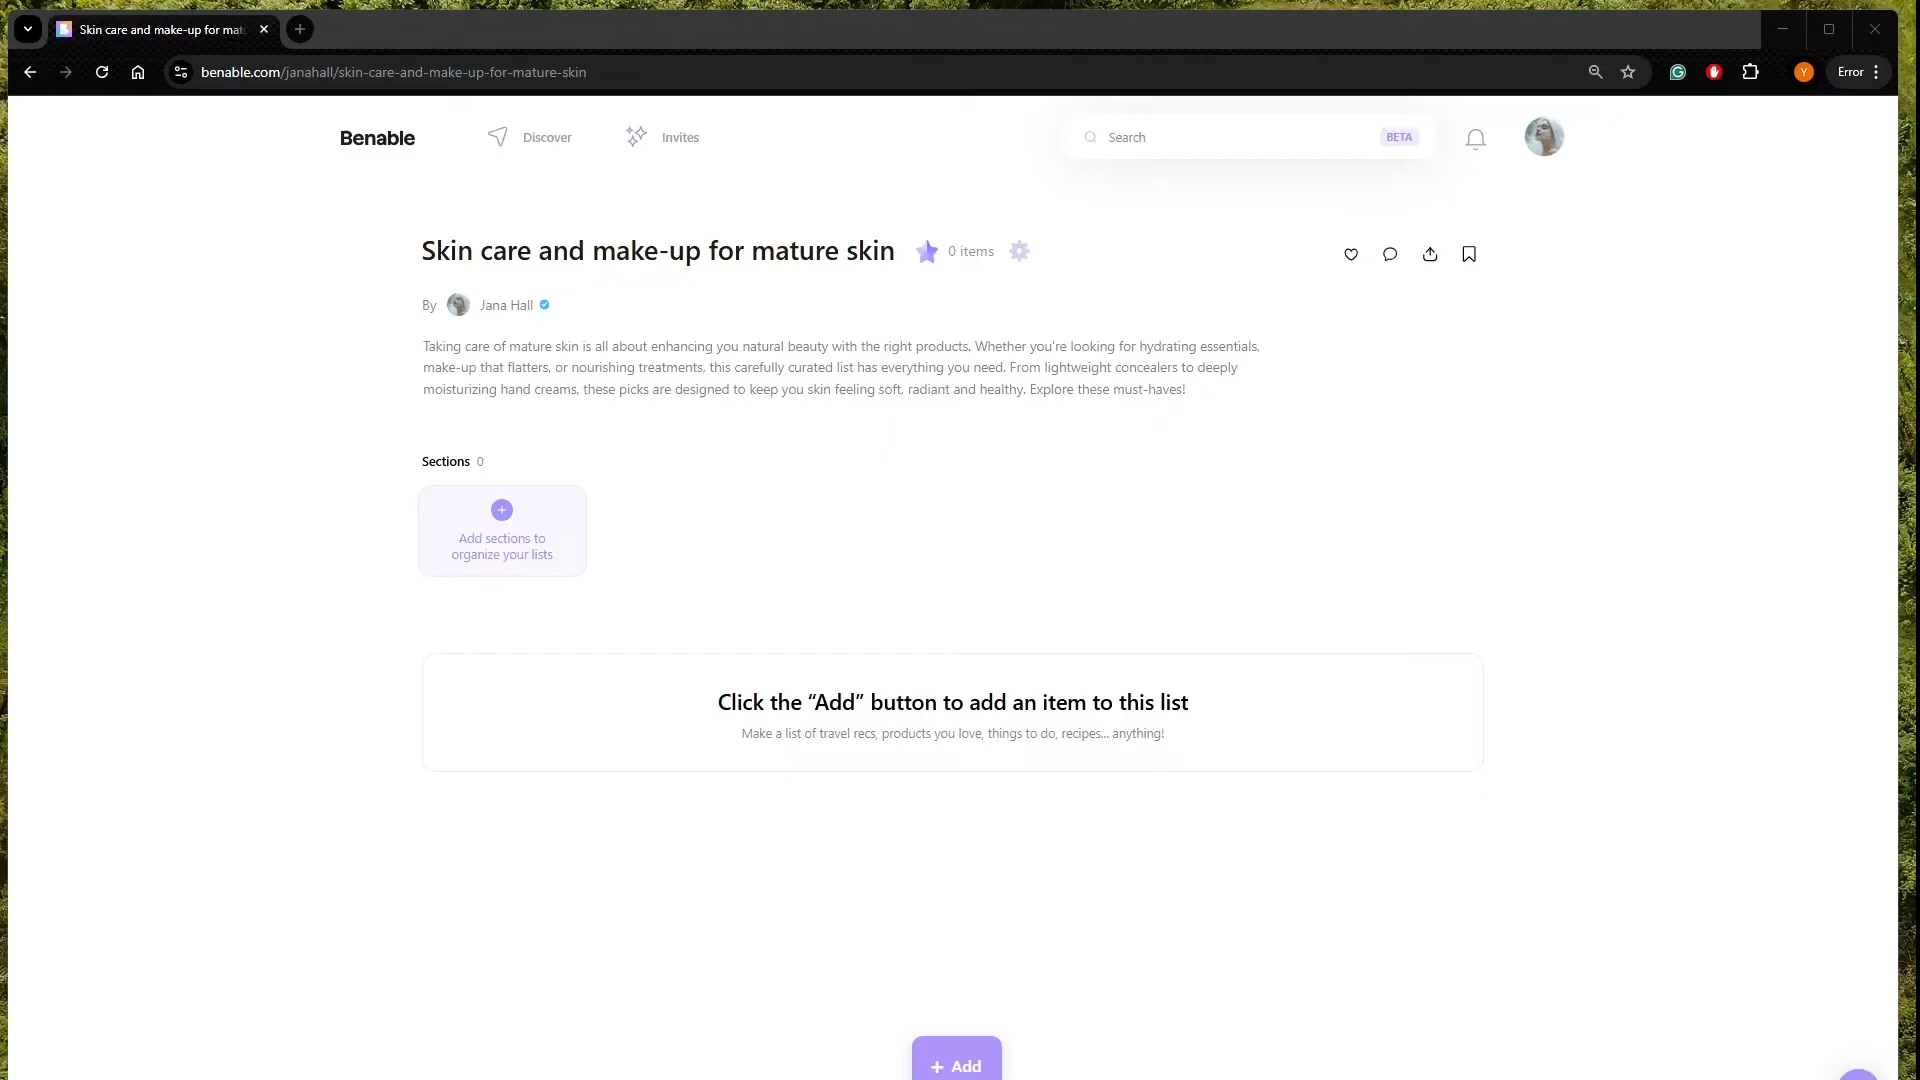 Skin care and make-up for mat
benable.com/janahall/skin-care-and-make-up-for-mature-skin
Y
Error
Benable
Discover
Invites
Search
BETA
Skin care and make-up for mature skin
0 items
By Jana Hall
Taking care of mature skin is all about enhancing you natural beauty with the right products. Whether you're looking for hydrating essentials,
make-up that flatters, or nourishing treatments, this carefully curated list has everything you need. From lightweight concealers to deeply
moisturizing hand creams, these picks are designed to keep you skin feeling soft, radiant and healthy. Explore these must-haves!
Sections 0
Add sections to
organize your lists
Click the “Add” button to add an item to this list
Make a list of travel recs, products you love, things to do, recipes... anything!
+ Add